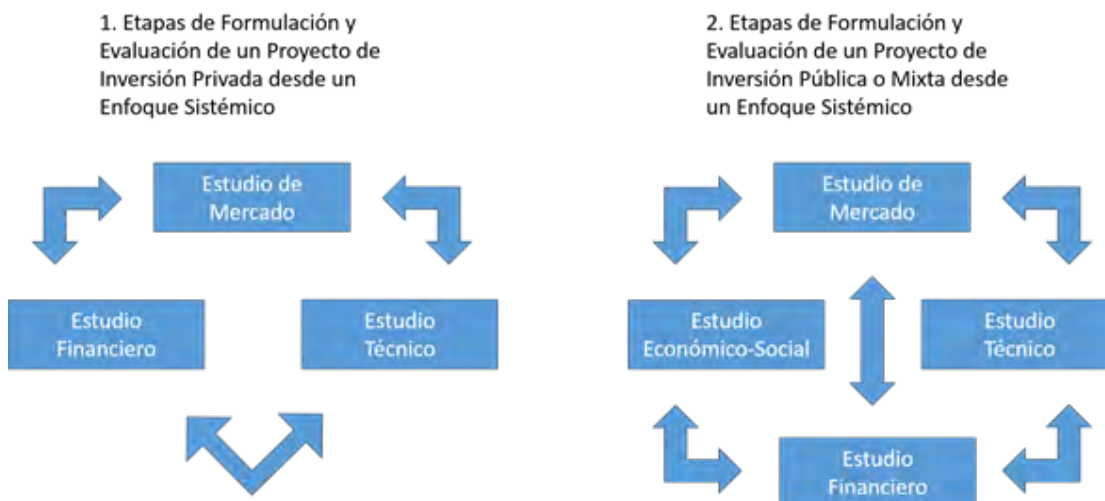 1. Etapas de Formulación y
Evaluación de un Proyecto de
Inversión Privada desde un
Enfoque Sistémico
Estudio de
Mercado
Estudio
Financiero
Estudio
Técnico
2. Etapas de Formulación y
Evaluación de un Proyecto de
Inversión Pública o Mixta desde
un Enfoque Sistémico
Estudio de
Mercado
Estudio
Económico-Social
Estudio
Técnico
Estudio
Financiero